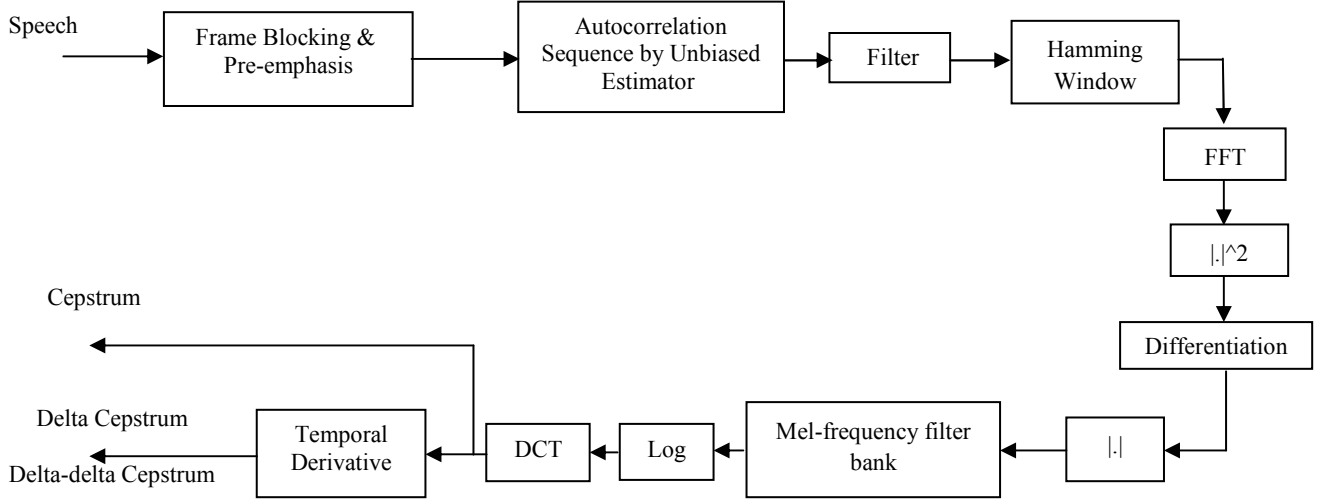 Speech
Frame Blocking &
Pre-emphasis
Autocorrelation
Sequence by Unbiased
Estimator
Filter
Hamming
Window
FFT
|.|^2
Differentiation
|.|
Mel-frequency filter
bank
Log
DCT
Temporal
Derivative
Cepstrum
Delta Cepstrum
Delta-delta Cepstrum